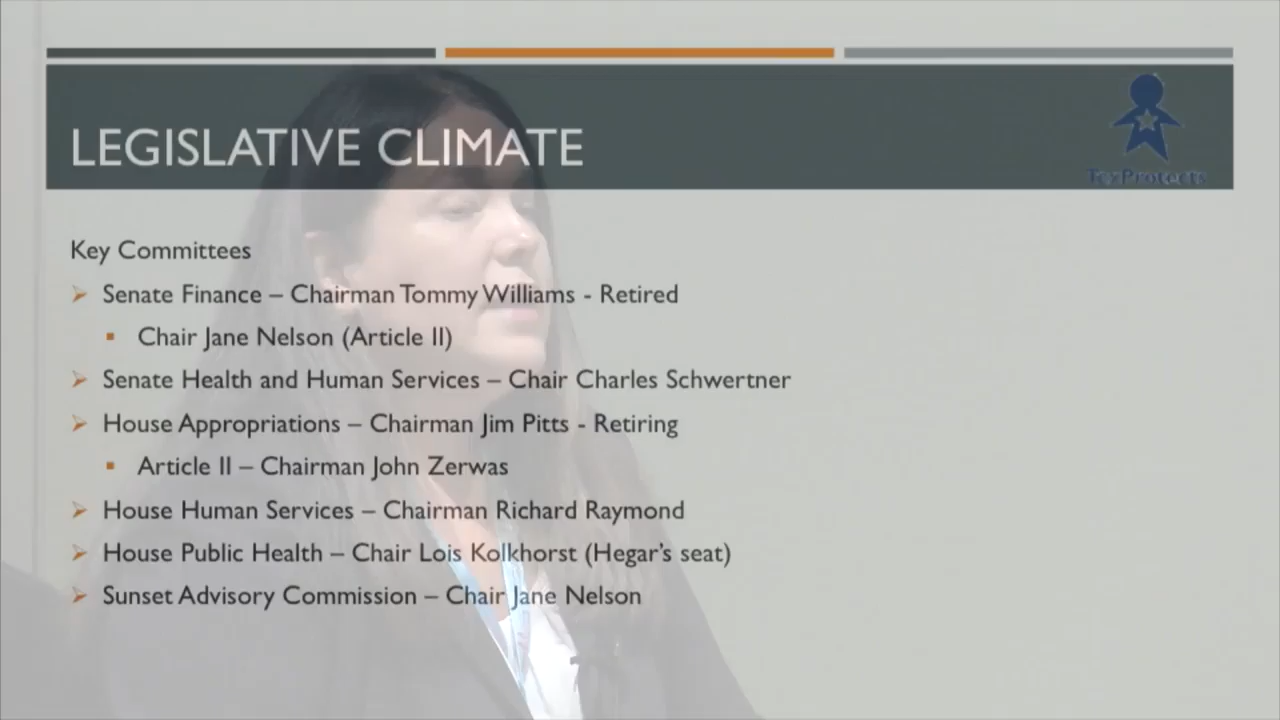 LEGISLATIVE CLIMATE
TexProtects
Key Committees
Senate Finance – Chairman Tommy Williams - Retired
Chair Jane Nelson (Article II)
Senate Health and Human Services – Chair Charles Schwertner
House Appropriations – Chairman Jim Pitts - Retiring
Article II – Chairman John Zerwas
House Human Services – Chairman Richard Raymond
House Public Health – Chair Lois Kolkhorst (Hegar’s seat)
Sunset Advisory Commission – Chair Jane Nelson